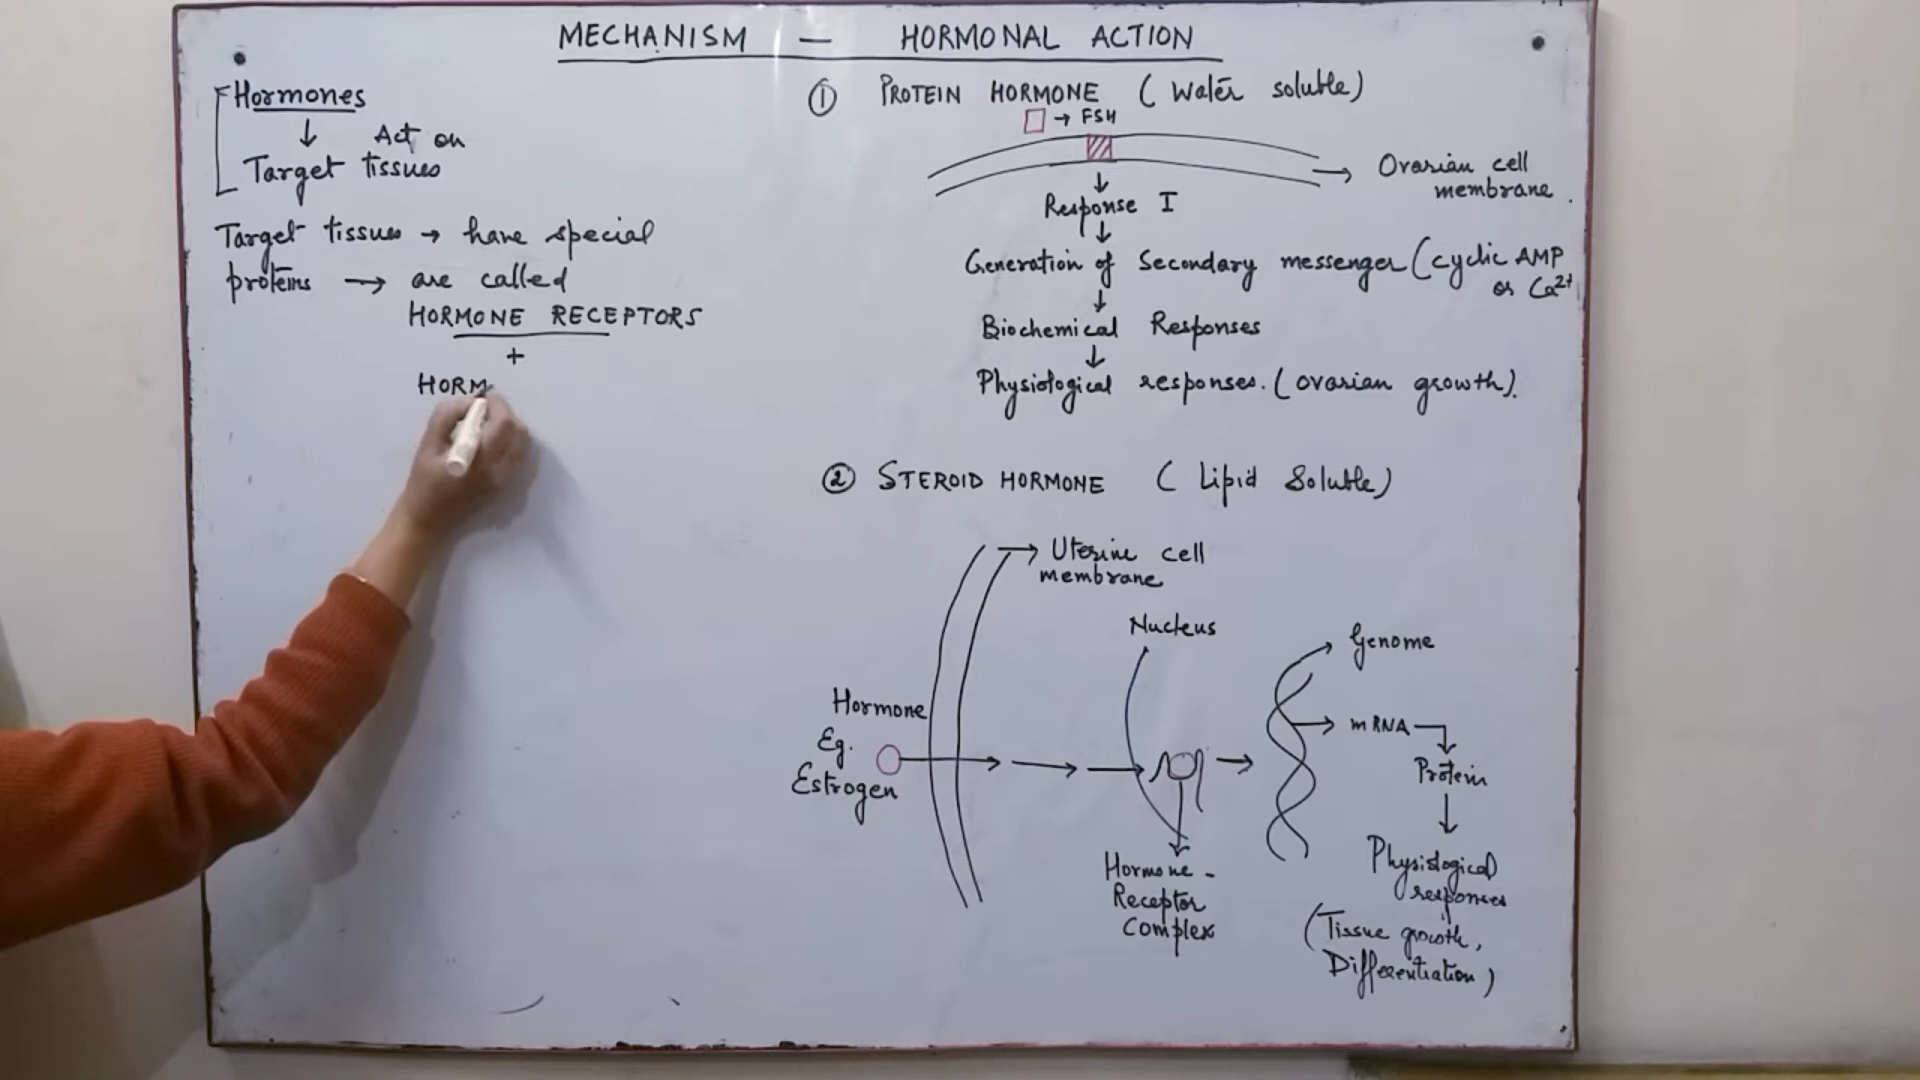 MECHANISM — HORMONAL ACTION
Hormones
↓ Act on
Target tissues
Target tissues → have special
proteins → are called
HORMONE RECEPTORS
+
HORM
① PROTEIN HORMONE (Water soluble)
→ FSH
→ Ovarian cell
membrane.
↓
Response I
↓
Generation of Secondary messenger (cyclic AMP
or Ca2+
↓
Biochemical Responses
↓
Physiological responses. (ovarian growth).
② STEROID HORMONE (Lipid Soluble)
→ Uterine cell
membrane
Nucleus
Genome
Hormone
Eg.
Estrogen
mRNA
Protein
↓
Physiological
responses
(Tissue growth,
Differentiation)
Hormone -
Receptor
Complex